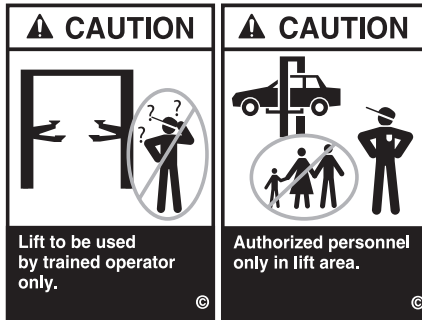 ⚠ CAUTION
? ? ?
Lift to be used
by trained operator
only.
©
⚠ CAUTION
Authorized personnel
only in lift area.
©